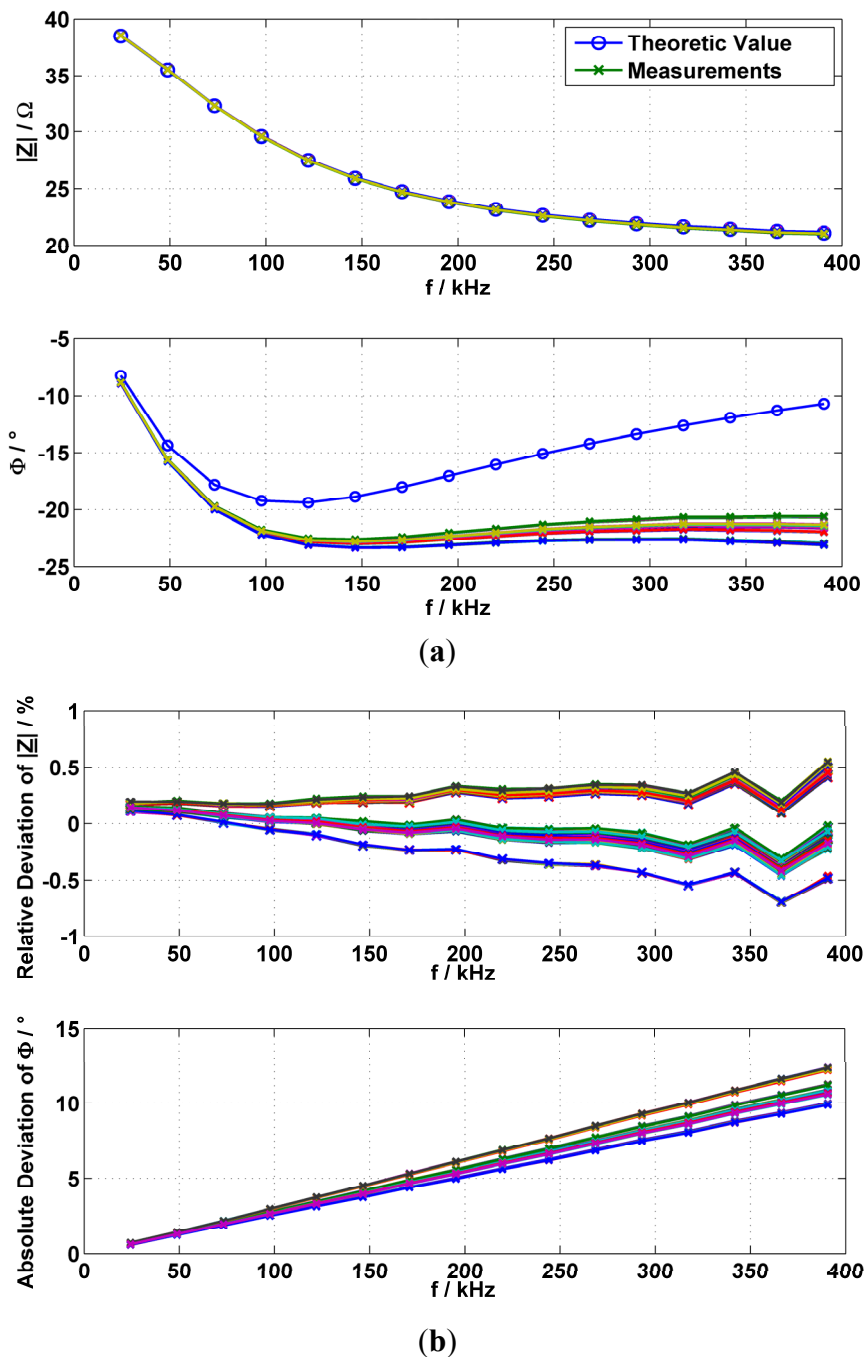 40
35
30
25
20
|Z| / Ω
Theoretic Value
Measurements
0 50 100 150 200 250 300 350 400
f / kHz
-5
-10
-15
-20
-25
Φ / °
0 50 100 150 200 250 300 350 400
f / kHz
(a)
1
0.5
0
-0.5
-1
Relative Deviation of |Z| / %
0 50 100 150 200 250 300 350 400
f / kHz
15
10
5
0
Absolute Deviation of Φ / °
0 50 100 150 200 250 300 350 400
f / kHz
(b)